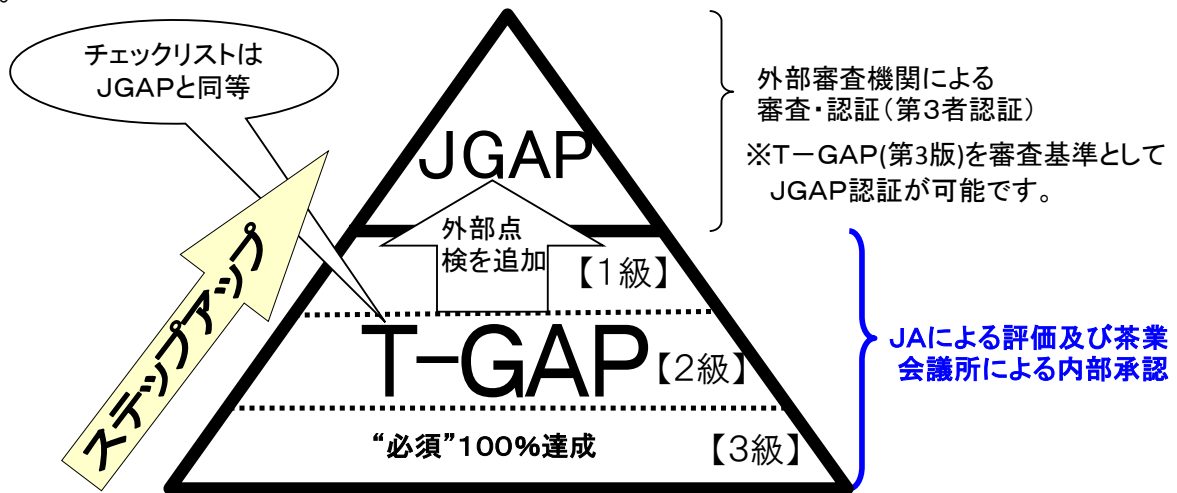 。
チェックリストは
JGAPと同等
外部審査機関による
審査・認証（第３者認証）
※T－GAP(第3版)を審査基準として
JGAP認証が可能です。
JGAP
外部点
検を追加
【１級】
ステップアップ
T-GAP
【２級】
JAによる評価及び茶業
会議所による内部承認
“必須”100%達成
【３級】